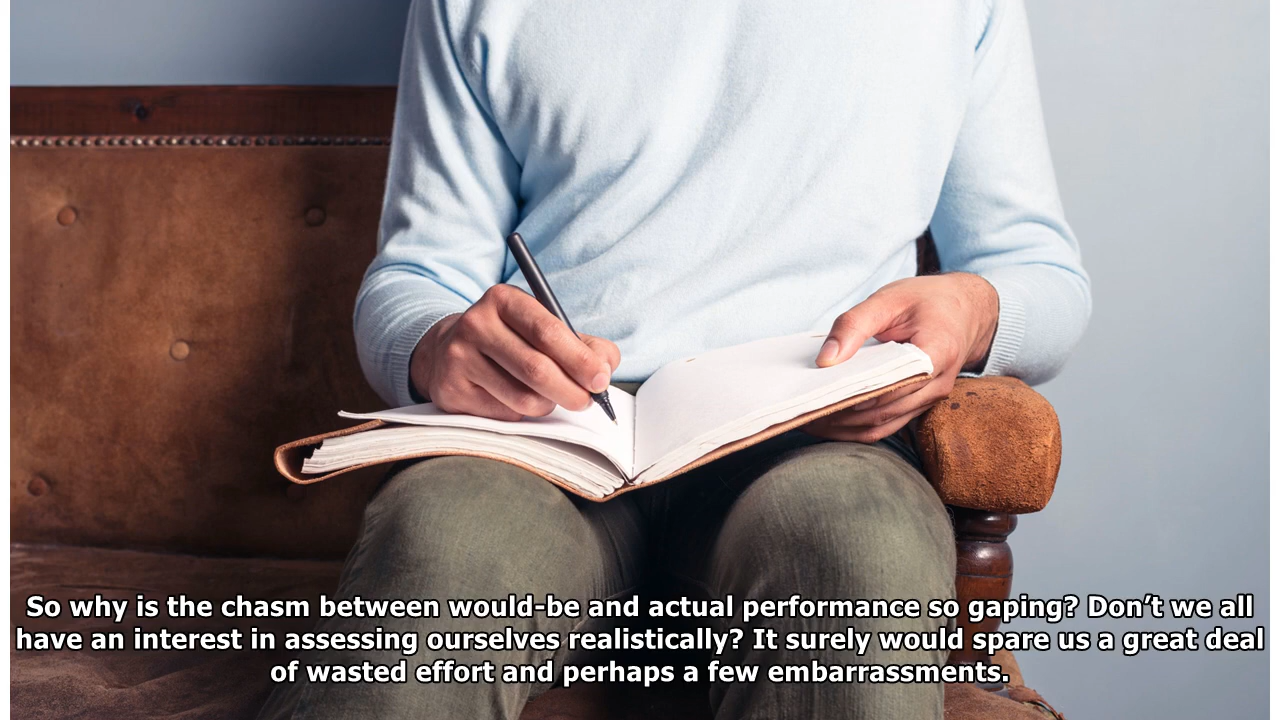 So why is the chasm between would-be and actual performance so gaping? Don’t we all
have an interest in assessing ourselves realistically? It surely would spare us a great deal
of wasted effort and perhaps a few embarrassments.